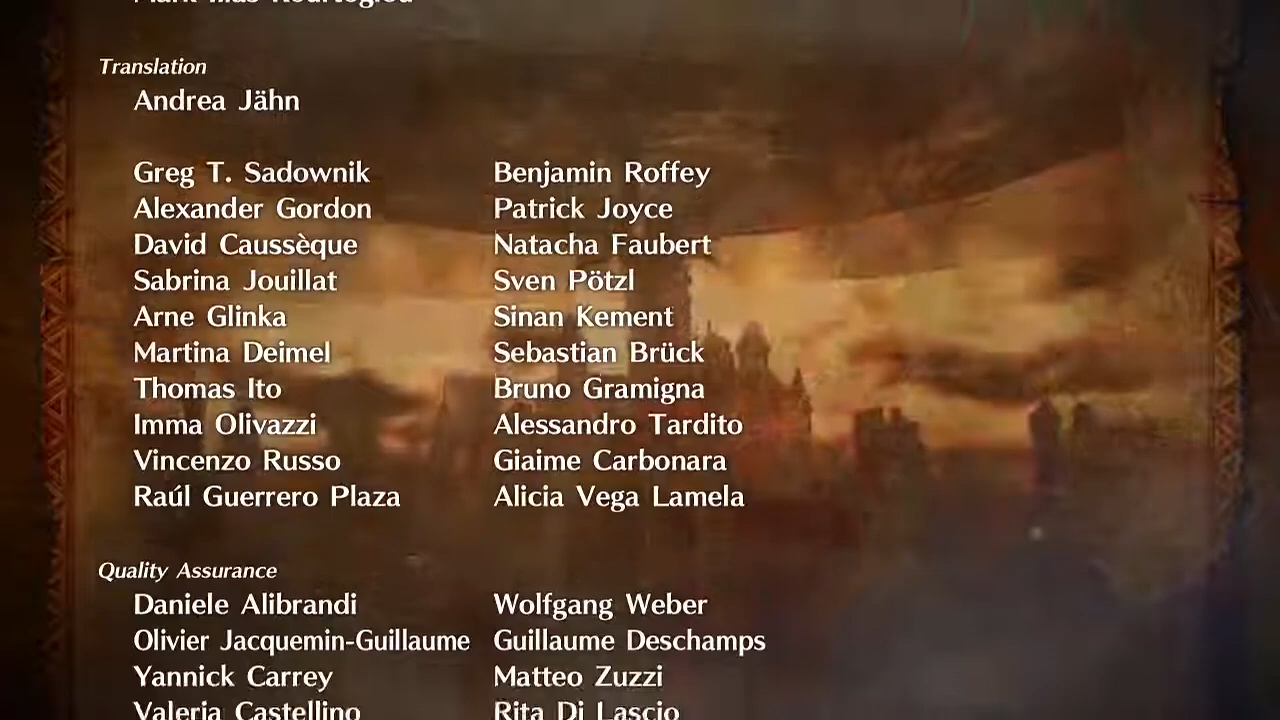 Translation
Andrea Jähn
Greg T. Sadownik Benjamin Roffey
Alexander Gordon Patrick Joyce
David Caussèque Natacha Faubert
Sabrina Jouillat Sven Pötzl
Arne Glinka Sinan Kement
Martina Deimel Sebastian Brück
Thomas Ito Bruno Gramigna
Imma Olivazzi Alessandro Tardito
Vincenzo Russo Giaime Carbonara
Raúl Guerrero Plaza Alicia Vega Lamela
Quality Assurance
Daniele Alibrandi Wolfgang Weber
Olivier Jacquemin-Guillaume Guillaume Deschamps
Yannick Carrey Matteo Zuzzi
Valeria Castellino Rita Di Lascio